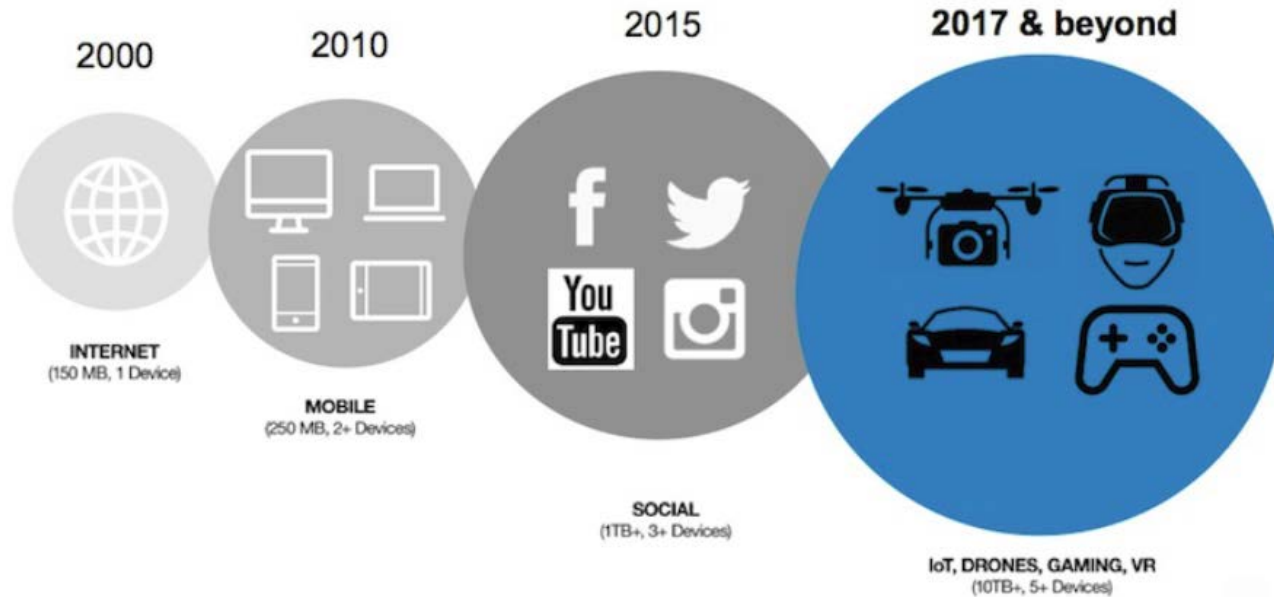 2000
2010
2015
2017 & beyond
f
You
Tube
INTERNET
(150 MB, 1 Device)
MOBILE
(250 MB, 2+ Devices)
SOCIAL
(1TB+, 3+ Devices)
IoT, DRONES, GAMING, VR
(10TB+, 5+ Devices)